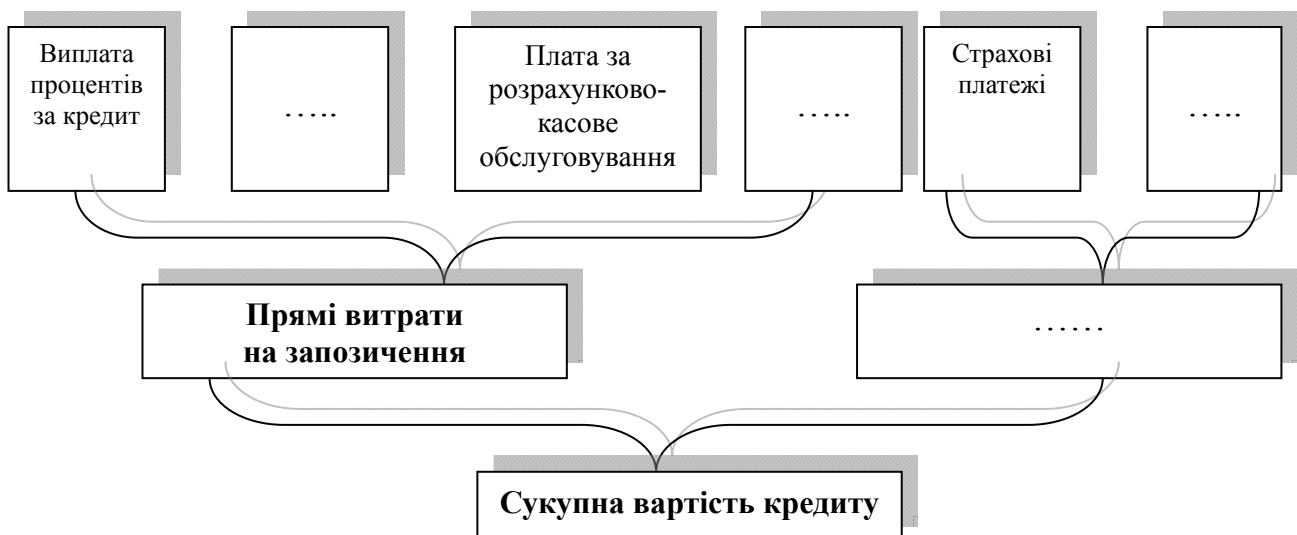 Виплата
процентів
за кредит
…..
Плата за
розрахунково-
касове
обслуговування
…..
Страхові
платежі
…..
Прямі витрати
на запозичення
……
Сукупна вартість кредиту